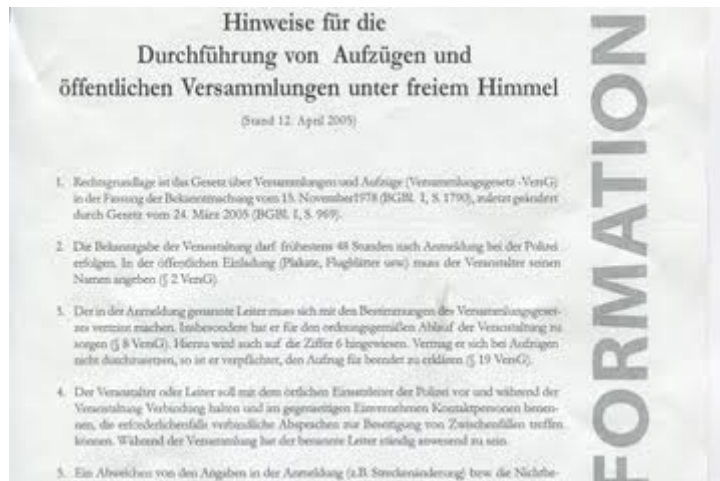 Hinweise für die
Durchführung von Aufzügen und
öffentlichen Versammlungen unter freiem Himmel
(Stand 12. April 2005)
1. Rechtsgrundlage ist das Gesetz über Versammlungen und Aufzüge (Versammlungsgesetz -VersG)
in der Fassung der Bekanntmachung vom 15. November1978 (BGBl. I, S. 1790), zuletzt geändert
durch Gesetz vom 24. März 2005 (BGBl. I, S. 969).
2. Die Bekanntgabe der Veranstaltung darf frühestens 48 Stunden nach Anmeldung bei der Polizei
erfolgen. In der öffentlichen Einladung (Plakate, Flugblätter usw) muss der Veranstalter seinen
Namen angeben (§ 2 VersG).
3. Der in der Anmeldung genannte Leiter muss sich mit den Bestimmungen des Versammlungsgeset-
zes vertraut machen. Insbesondere hat er für den ordnungsgemäßen Ablauf der Veranstaltung zu
sorgen (§ 8 VersG). Hierzu wird auch auf die Ziffer 6 hingewiesen. Vermag er sich bei Aufzügen
nicht durchzusetzen, so ist er verpflichtet, den Aufzug für beendet zu erklären (§ 19 VersG).
4. Der Veranstalter oder Leiter soll mit dem örtlichen Einsatzleiter der Polizei vor und während der
Veranstaltung Verbindung halten und im gegenseitigen Einvernehmen Kontaktpersonen benen-
nen, die erforderlichenfalls verbindliche Absprachen zur Beseitigung von Zwischenfällen treffen
können. Während der Versammlung hat der benannte Leiter ständig anwesend zu sein.
5. Ein Abweichen von den Angaben in der Anmeldung (z.B. Streckenänderung) bzw. die Nichtbe-
FORMATION